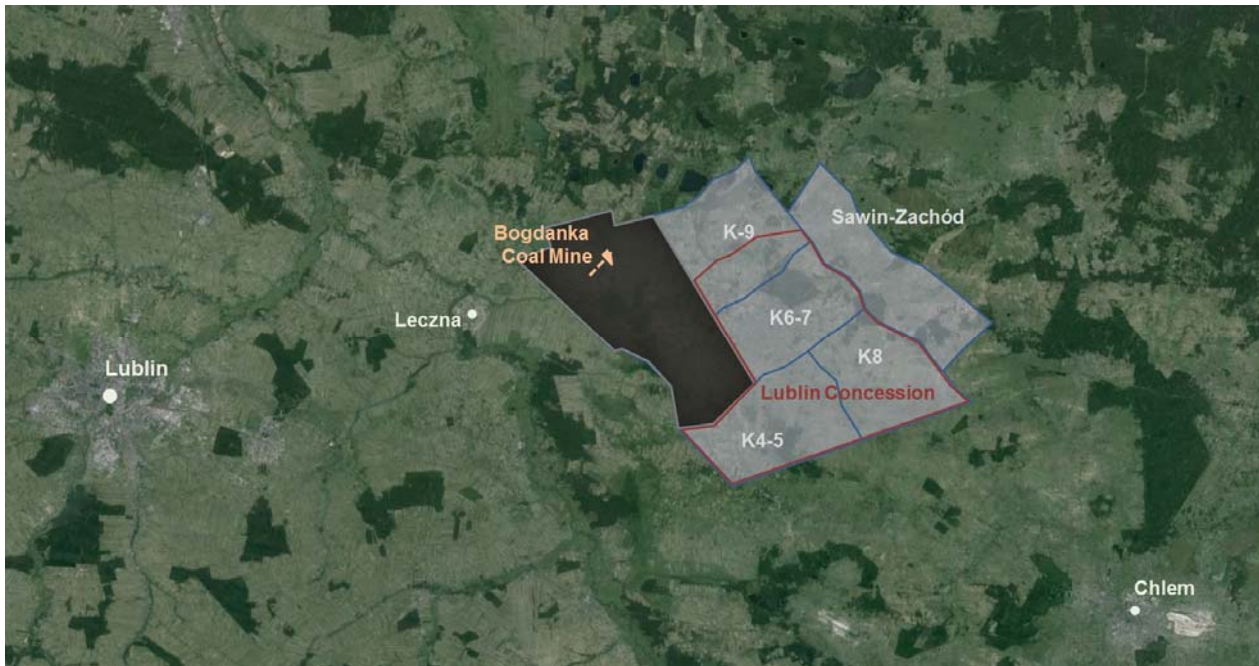 Sawin-Zachód
K-9
Bogdanka
Coal Mine
Leczna
K6-7
K8
Lublin
Lublin Concession
K4-5
Chlem